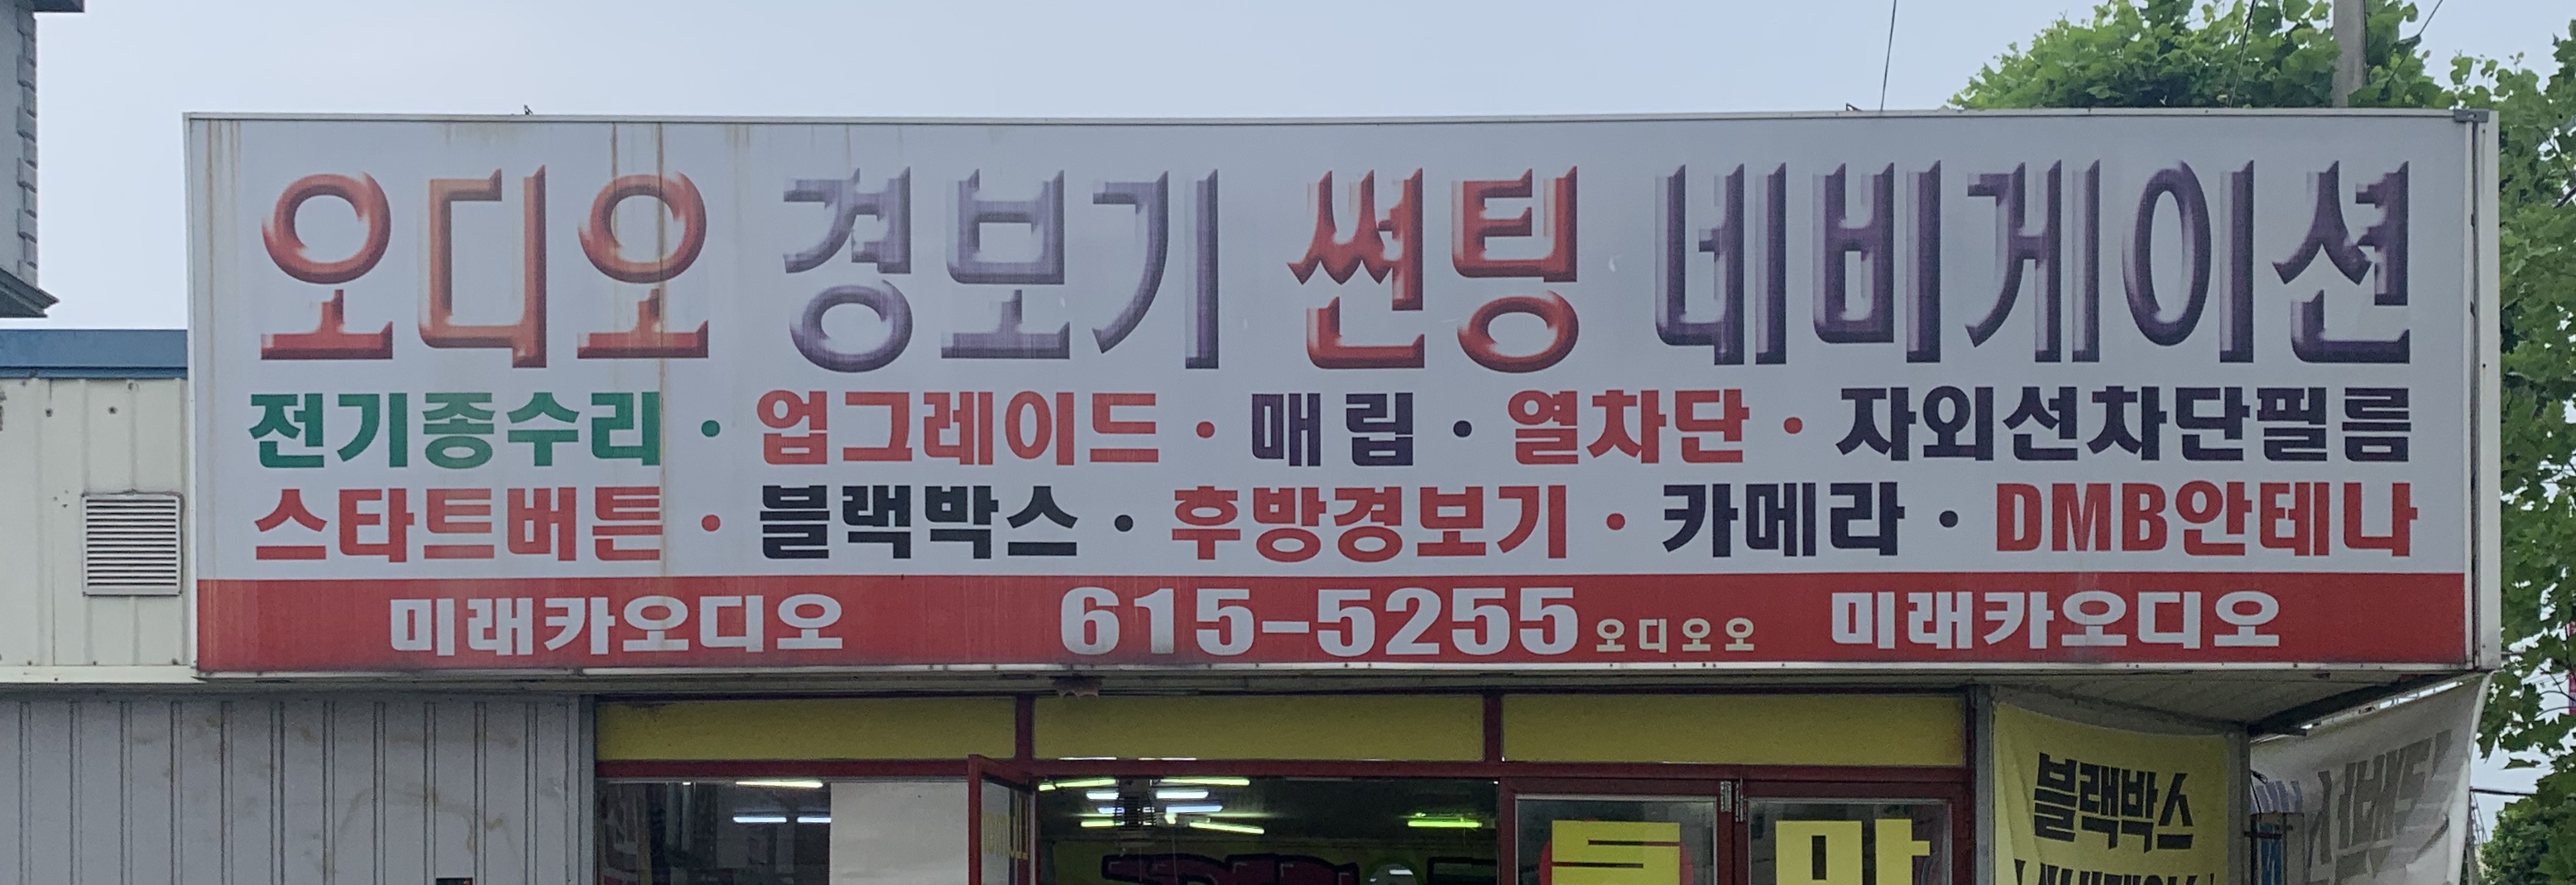 오디오 경보기 썬팅 네비게이션
전기종수리 · 업그레이드 · 매립 · 열차단 · 자외선차단필름
스타트버튼 · 블랙박스 · 후방경보기 · 카메라 · DMB안테나
미래카오디오 615-5255 오디오오 미래카오디오
블랙박스